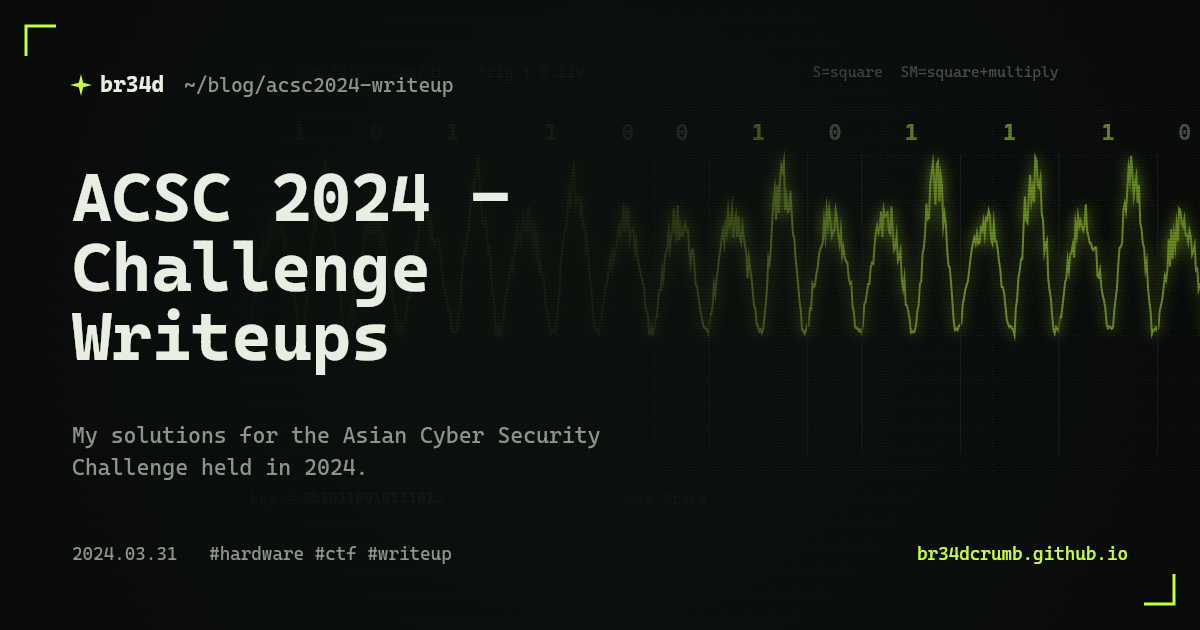 br34d ~/blog/acsc2024-writeup
S=square SM=square+multiply
1 0 1 1 0 0 1 0 1 1 1 0
ACSC 2024 –
Challenge
Writeups
My solutions for the Asian Cyber Security
Challenge held in 2024.
2024.03.31 #hardware #ctf #writeup
br34dcrumb.github.io